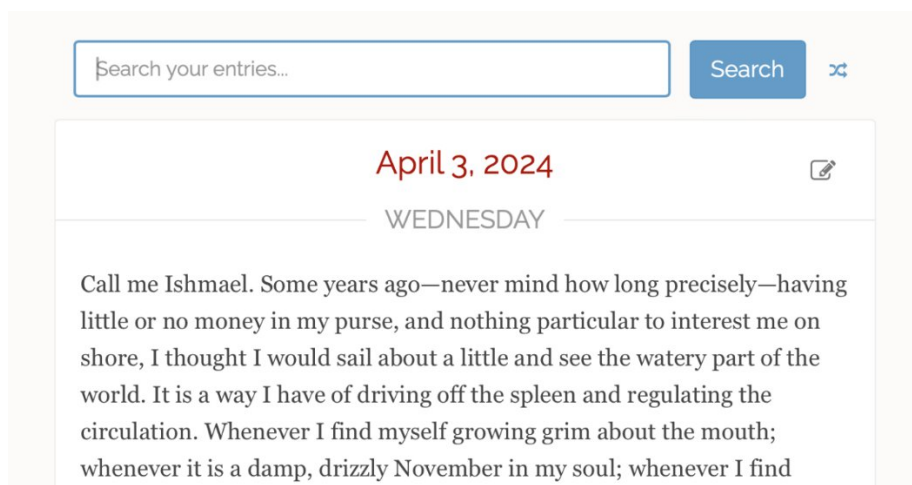 Search your entries...
Search
April 3, 2024
WEDNESDAY
Call me Ishmael. Some years ago—never mind how long precisely—having
little or no money in my purse, and nothing particular to interest me on
shore, I thought I would sail about a little and see the watery part of the
world. It is a way I have of driving off the spleen and regulating the
circulation. Whenever I find myself growing grim about the mouth;
whenever it is a damp, drizzly November in my soul; whenever I find